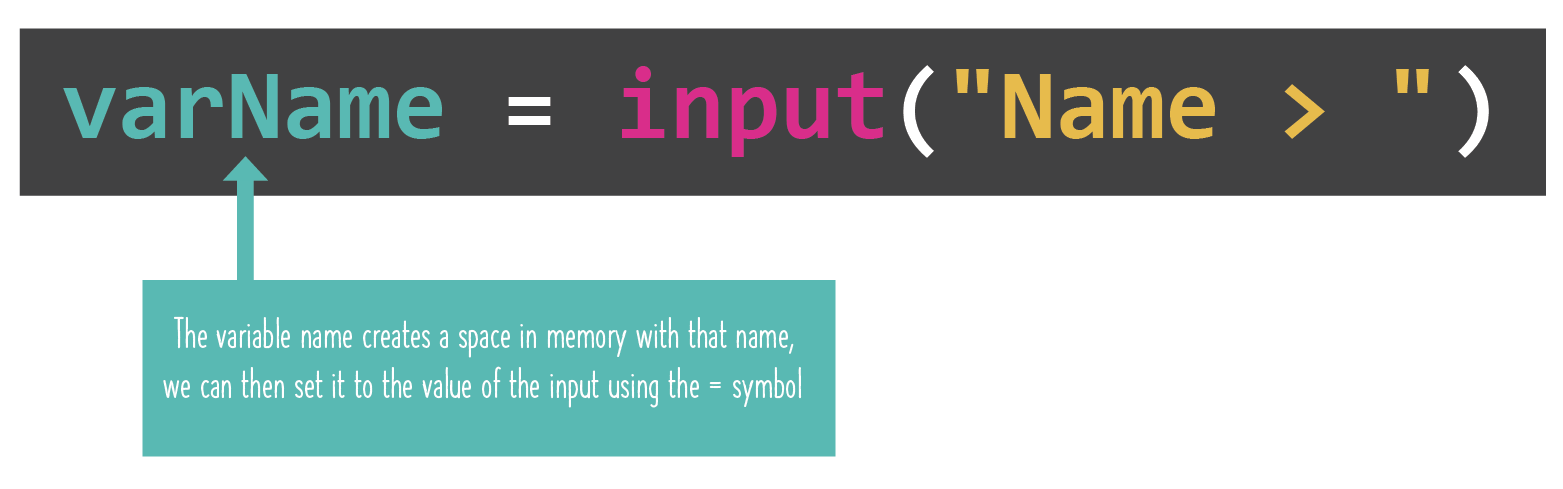 varName = input("Name > ")
The variable name creates a space in memory with that name,
we can then set it to the value of the input using the = symbol